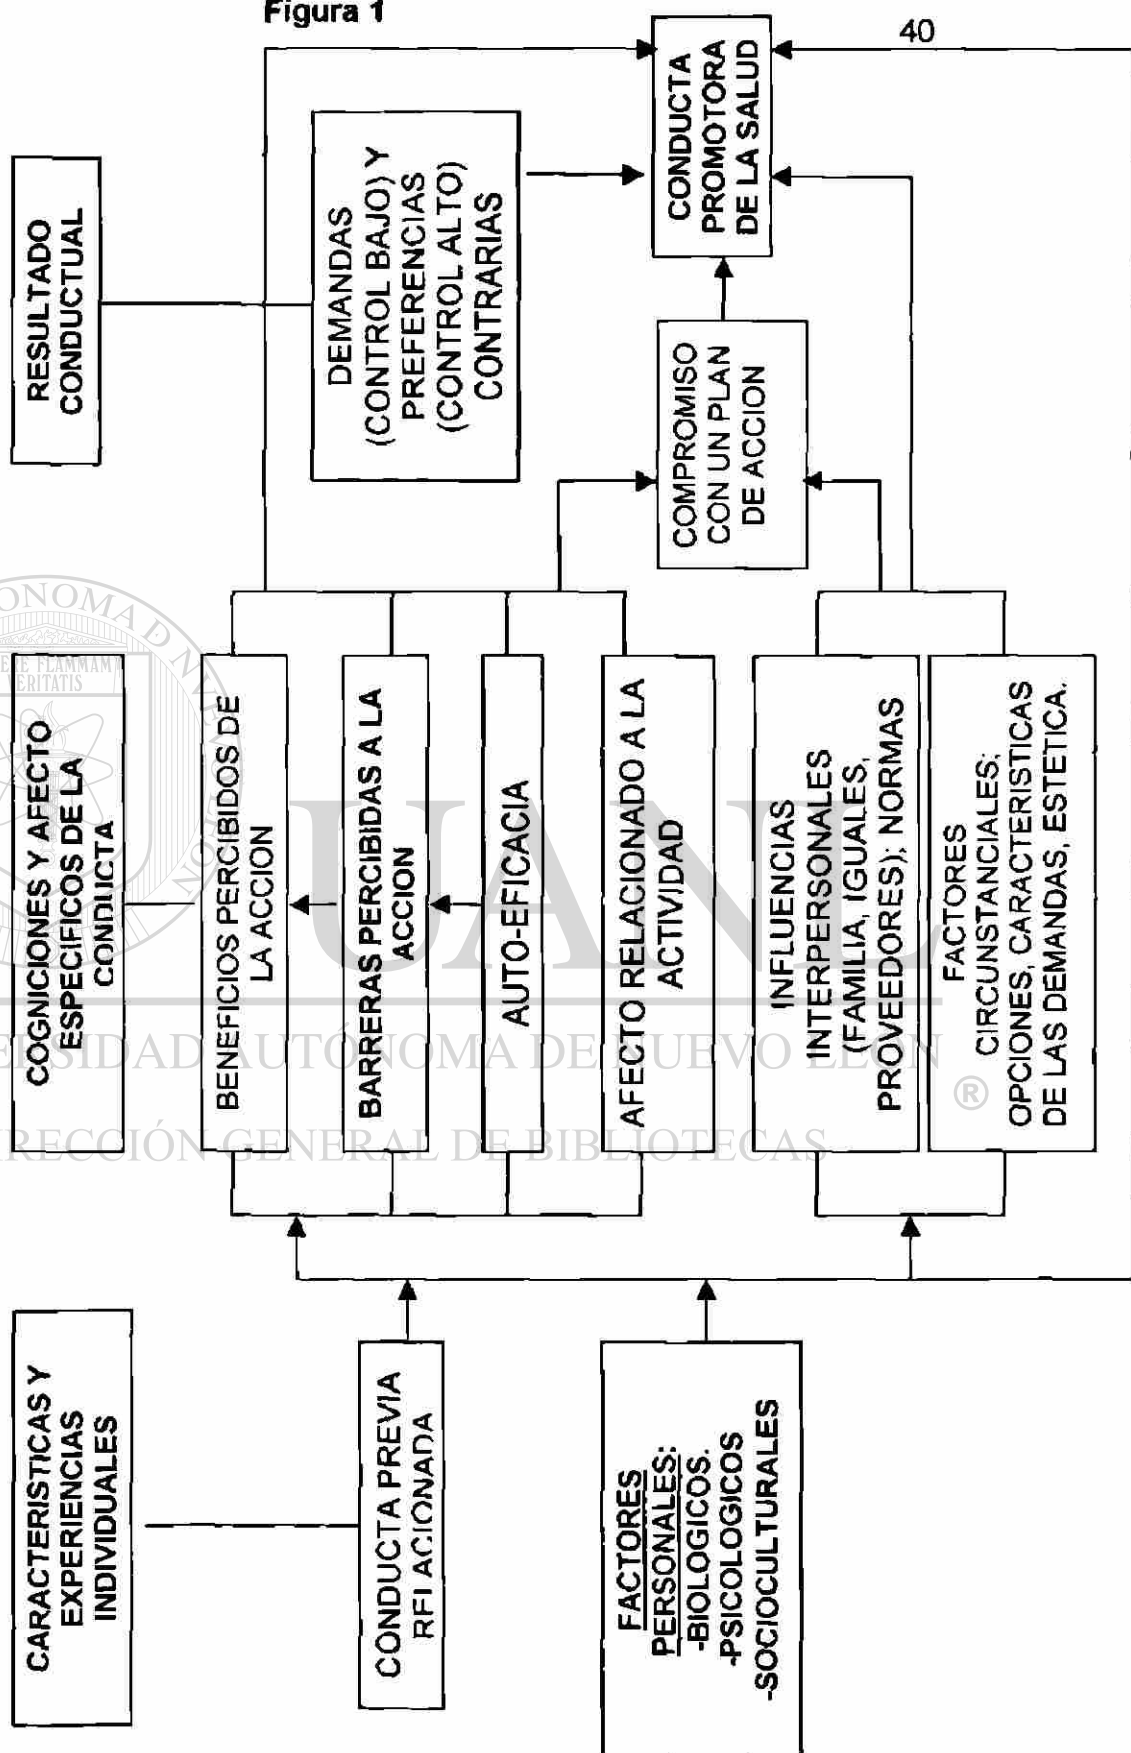 Figura 1
40
CARACTERISTICAS Y
EXPERIENCIAS
INDIVIDUALES
COGNICIONES Y AFECTO
ESPECIFICOS DE LA
CONDUCTA
RESULTADO
CONDUCTUAL
CONDUCTA PREVIA
RELACIONADA
FACTORES
PERSONALES:
-BIOLOGICOS.
-PSICOLOGICOS
-SOCIOCULTURALES
BENEFICIOS PERCIBIDOS DE
LA ACCION
BARRERAS PERCIBIDAS A LA
ACCION
AUTO-EFICACIA
AFECTO RELACIONADO A LA
ACTIVIDAD
INFLUENCIAS
INTERPERSONALES
(FAMILIA, IGUALES,
PROVEEDORES); NORMAS
FACTORES
CIRCUNSTANCIALES;
OPCIONES, CARACTERISTICAS
DE LAS DEMANDAS, ESTETICA.
DEMANDAS
(CONTROL BAJO) Y
PREFERENCIAS
(CONTROL ALTO)
CONTRARIAS
COMPROMISO
CON UN PLAN
DE ACCION
CONDUCTA
PROMOTORA
DE LA SALUD
UANL
ERSIDAD AUTÓNOMA DE NUEVO LEÓN
®
RECCIÓN GENERAL DE BIBLIOTECAS